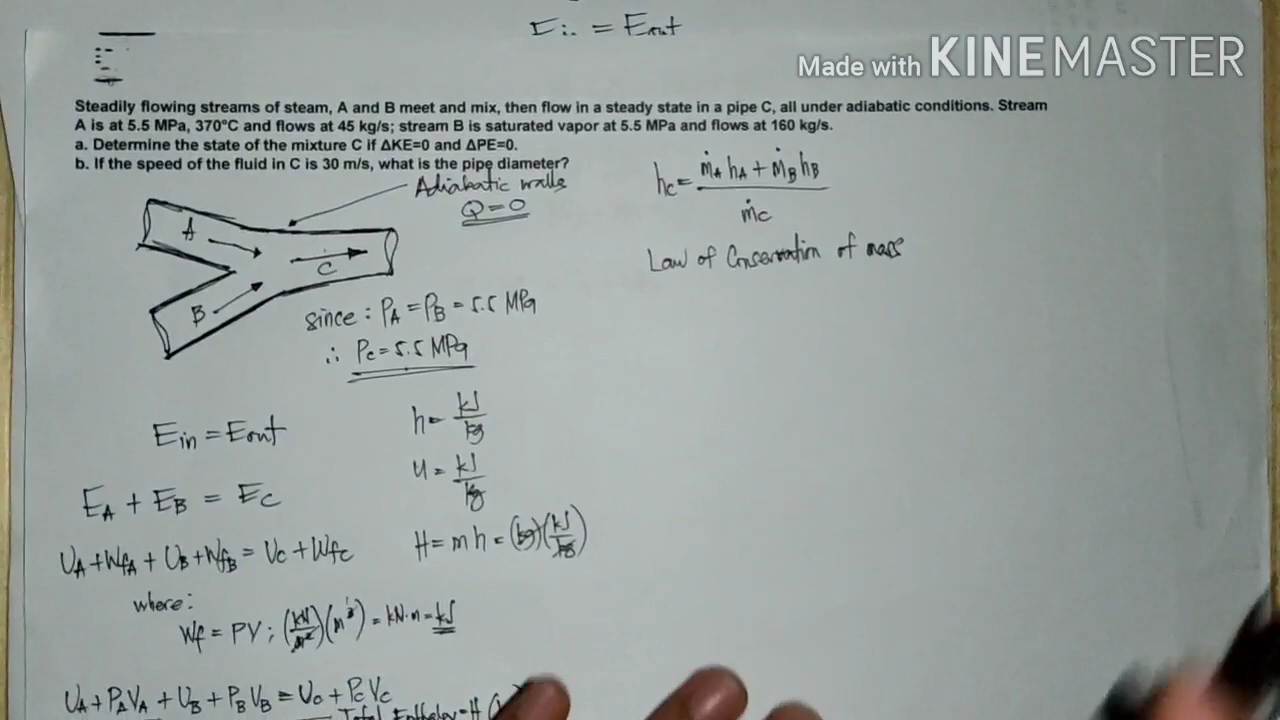 Ein = Eout
Made with KINEMASTER
Steadily flowing streams of steam, A and B meet and mix, then flow in a steady state in a pipe C, all under adiabatic conditions. Stream
A is at 5.5 MPa, 370°C and flows at 45 kg/s; stream B is saturated vapor at 5.5 MPa and flows at 160 kg/s.
a. Determine the state of the mixture C if ΔKE=0 and ΔPE=0.
b. If the speed of the fluid in C is 30 m/s, what is the pipe diameter?
Adiabatic walls
Q=0
hc = ṁA hA + ṁB hB / ṁc
Law of Conservation of mass
A
C
B
since: PA = PB = 5.5 MPa
∴ Pc = 5.5 MPa
h = kJ/kg
Ein = Eout
u = kJ/kg
EA + EB = EC
H = mh = (kg)(kJ/kg)
UA + WfA + UB + WfB = Uc + Wfc
where:
Wf = PV; (kN/m²)(m³) = kN·m = kJ
UA + PAVA + UB + PBVB = Uc + PcVc
Total Enthalpy = H